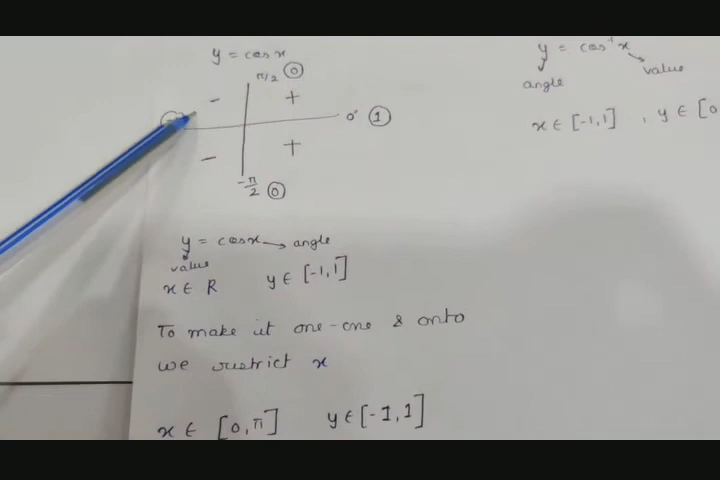 y = cos x
π/2 0
- +
0° 1
- +
-π/2 0
y = cos x → angle
value
x ∈ R y ∈ [-1,1]
To make it one-one & onto
we restrict x
x ∈ [0,π] y ∈ [-1,1]
y = cos⁻¹ x
angle value
x ∈ [-1,1] , y ∈ [0